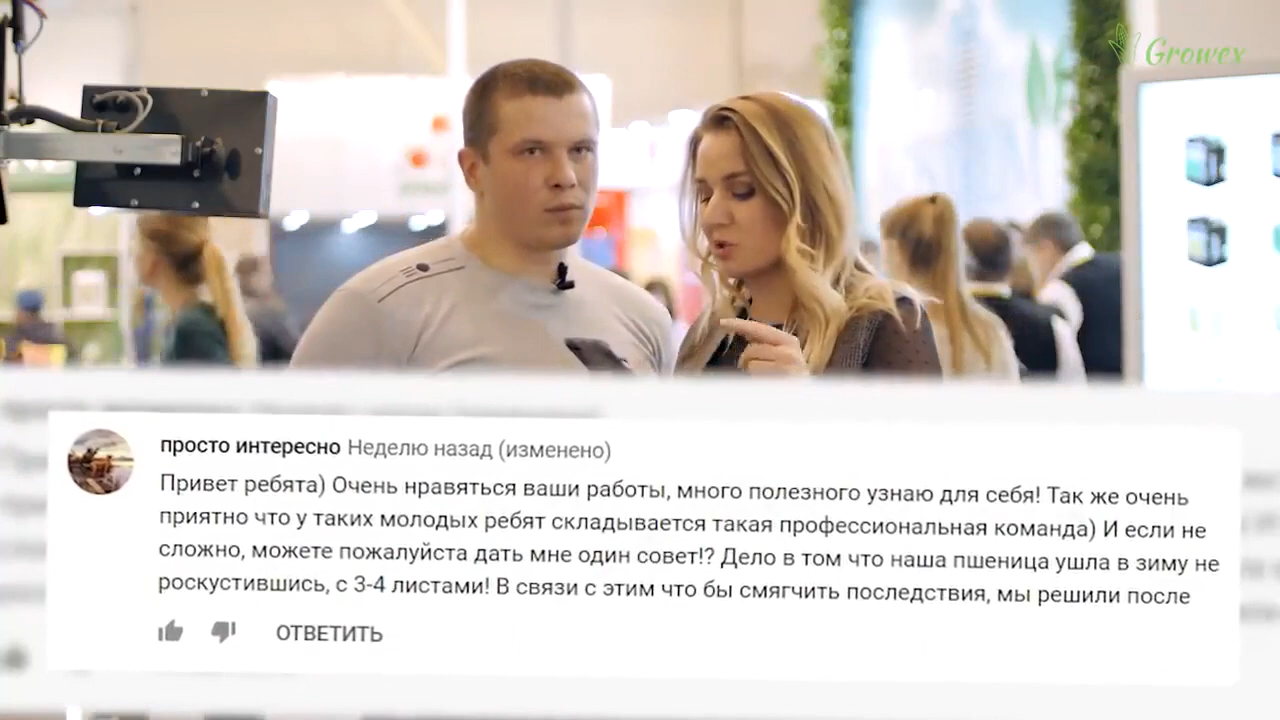 Growex
просто интересно Неделю назад (изменено)
Привет ребята) Очень нравяться ваши работы, много полезного узнаю для себя! Так же очень
приятно что у таких молодых ребят складывается такая профессиональная команда) И если не
сложно, можете пожалуйста дать мне один совет!? Дело в том что наша пшеница ушла в зиму не
роскустившись, с 3-4 листами! В связи с этим что бы смягчить последствия, мы решили после
ОТВЕТИТЬ